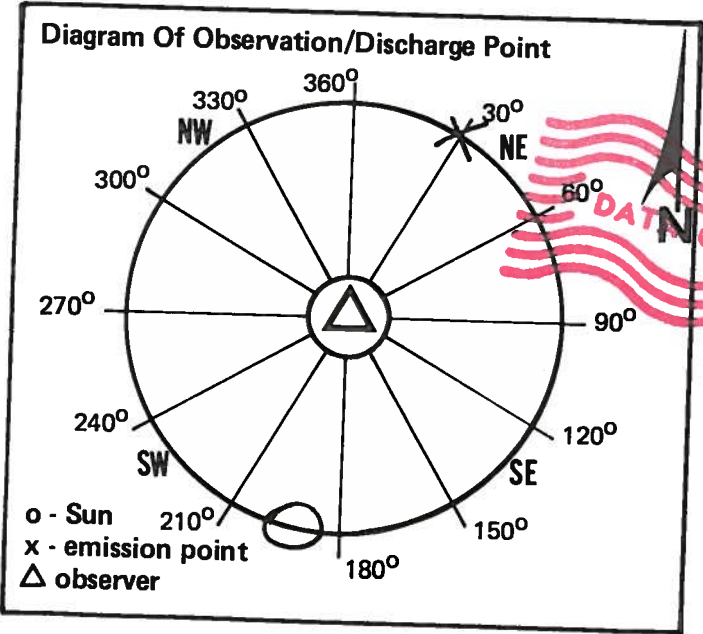 Diagram Of Observation/Discharge Point
360°
330°
30°
NW
NE
300°
60°
DATA
N
270°
90°
240°
120°
SW
SE
o - Sun
210°
150°
x - emission point
180°
△ observer